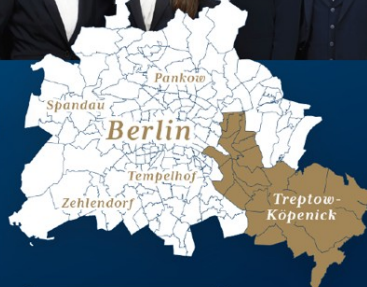 Pankow
Spandau
Berlin
Tempelhof
Zehlendorf
Treptow-
Köpenick